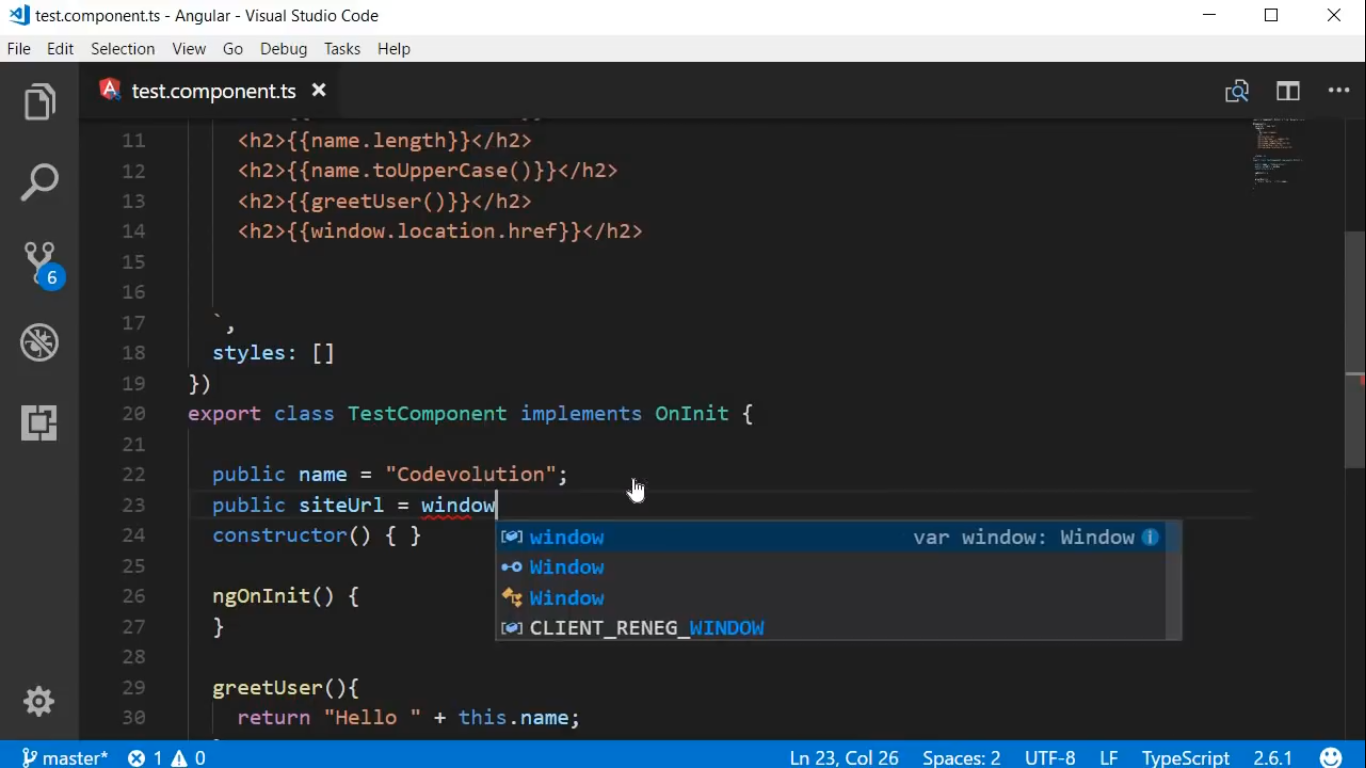 test.component.ts - Angular - Visual Studio Code
File Edit Selection View Go Debug Tasks Help
test.component.ts
11 <h2>{{name.length}}</h2>
12 <h2>{{name.toUpperCase()}}</h2>
13 <h2>{{greetUser()}}</h2>
14 <h2>{{window.location.href}}</h2>
15
16
17 `,
18 styles: []
19 })
20 export class TestComponent implements OnInit {
21
22 public name = "Codevolution";
23 public siteUrl = window
window var window: Window
24 constructor() { }
Window
25
Window
26 ngOnInit() {
CLIENT_RENEG_WINDOW
27 }
28
29 greetUser(){
30 return "Hello " + this.name;
6
master* 1 0 Ln 23, Col 26 Spaces: 2 UTF-8 LF TypeScript 2.6.1